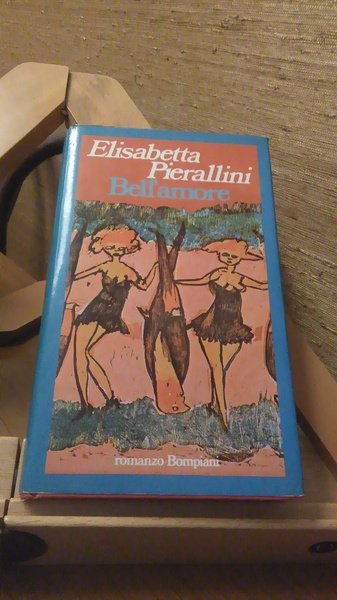 Elisabetta
Pierallini
Bell'amore
romanzo Bompiani